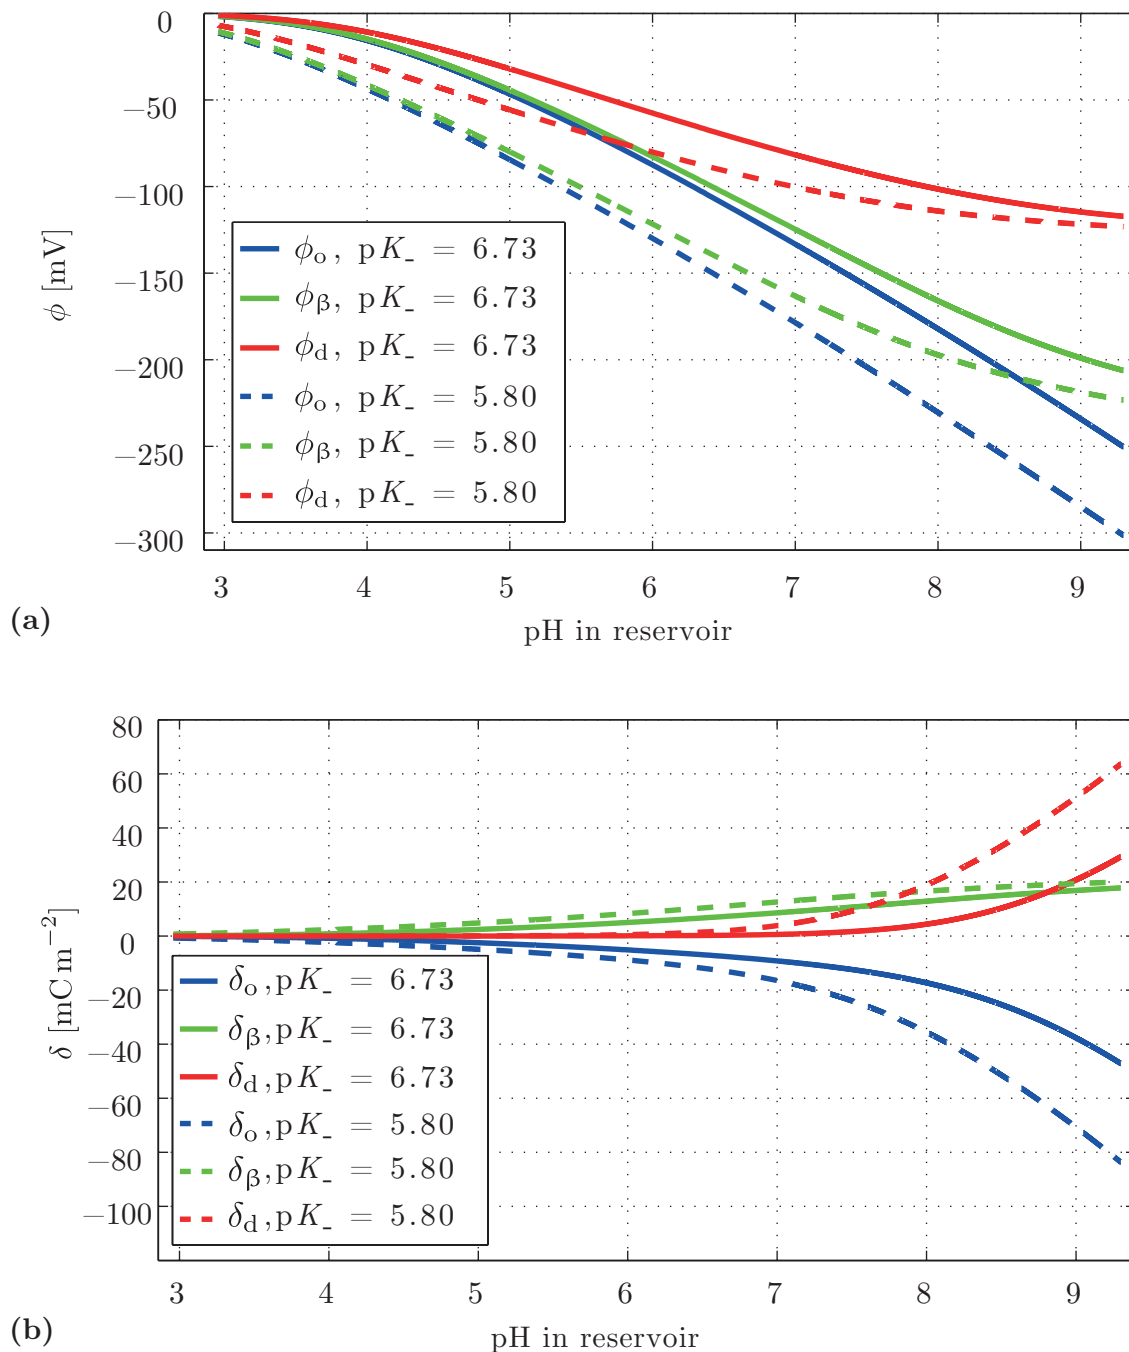 0
−50
−100
−150
−200
−250
−300
ϕ [mV]
ϕo, pK- = 6.73
ϕβ, pK- = 6.73
ϕd, pK- = 6.73
ϕo, pK- = 5.80
ϕβ, pK- = 5.80
ϕd, pK- = 5.80
3 4 5 6 7 8 9
(a)
pH in reservoir
80
60
40
20
0
−20
−40
−60
−80
−100
δ [mC m−2]
δo,pK- = 6.73
δβ,pK- = 6.73
δd,pK- = 6.73
δo,pK- = 5.80
δβ,pK- = 5.80
δd,pK- = 5.80
3 4 5 6 7 8 9
(b)
pH in reservoir